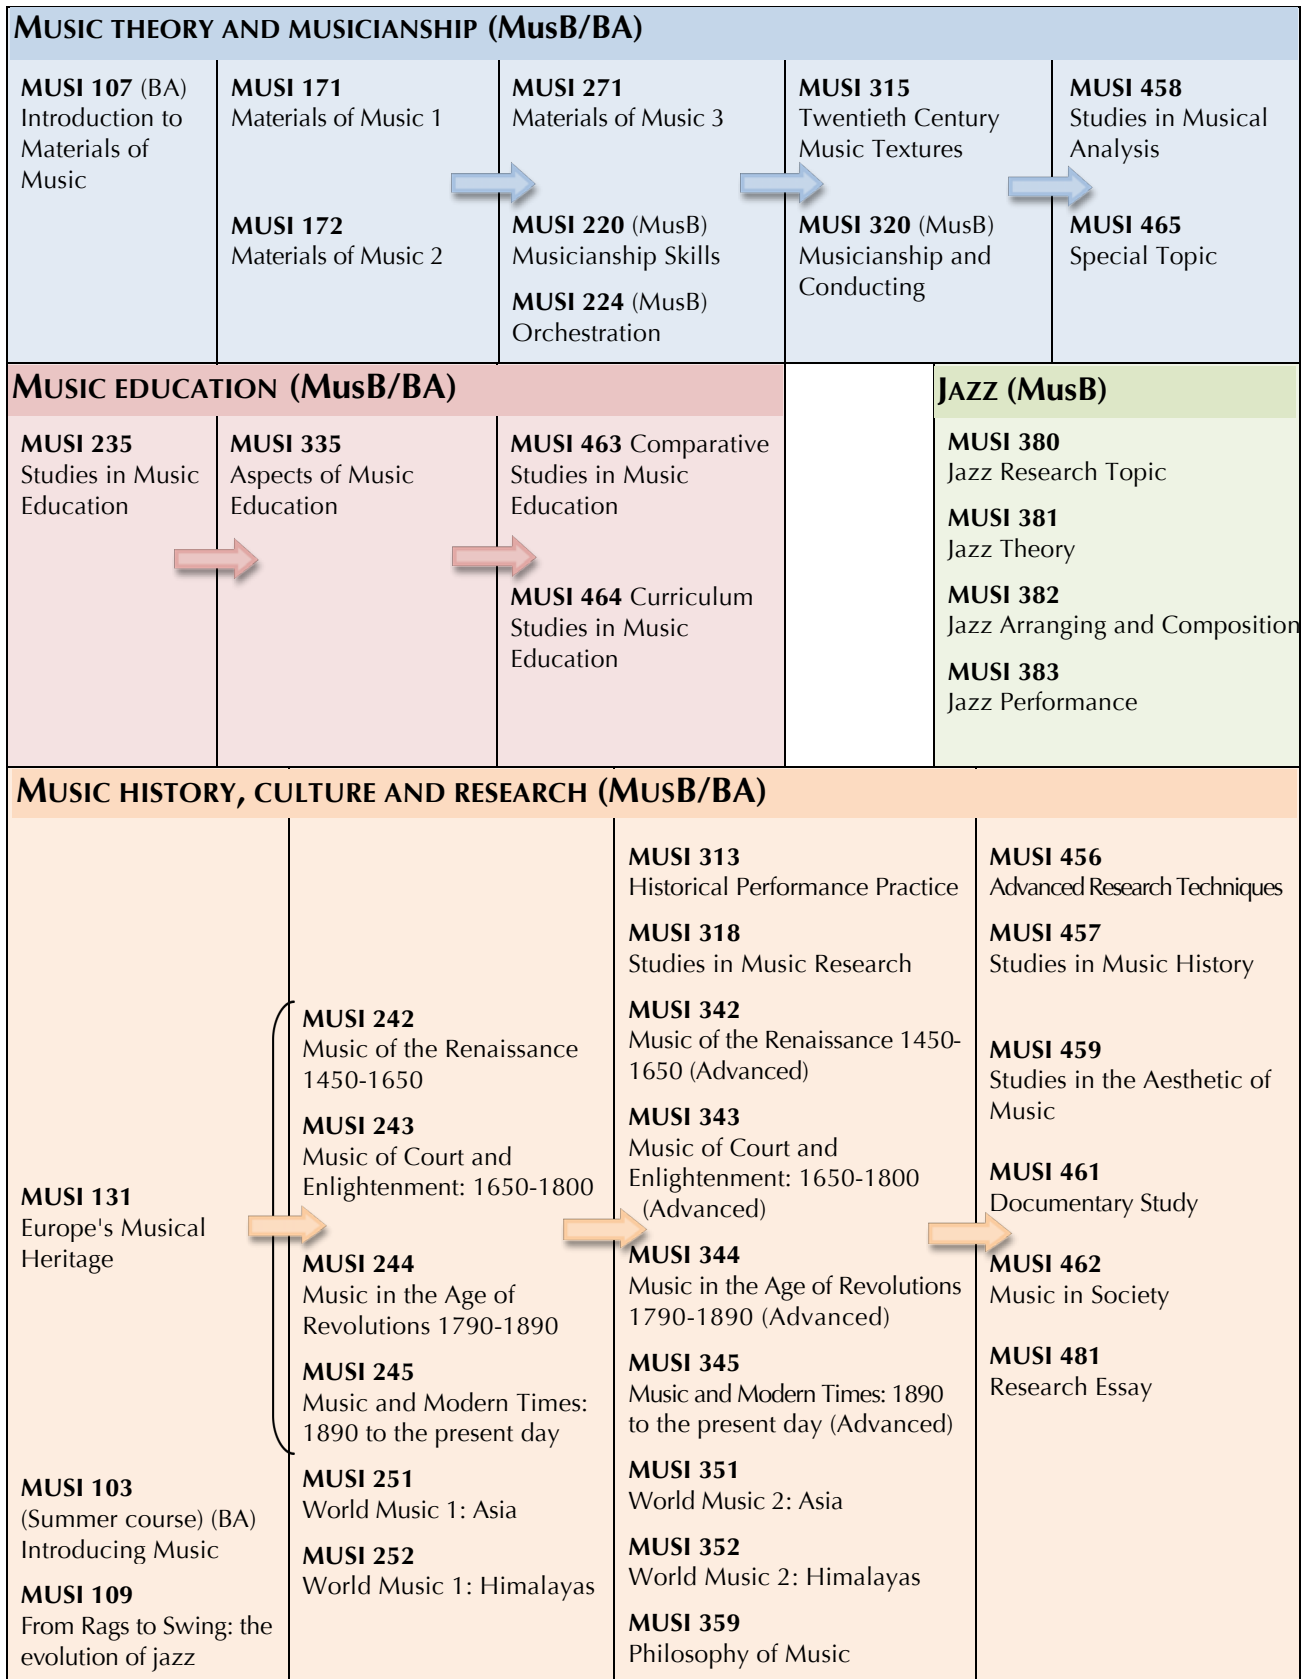 MUSIC THEORY AND MUSICIANSHIP (MusB/BA)
MUSI 107 (BA)
Introduction to
Materials of
Music
MUSI 171
Materials of Music 1
MUSI 172
Materials of Music 2
MUSI 271
Materials of Music 3
MUSI 220 (MusB)
Musicianship Skills
MUSI 224 (MusB)
Orchestration
MUSI 315
Twentieth Century
Music Textures
MUSI 320 (MusB)
Musicianship and
Conducting
MUSI 458
Studies in Musical
Analysis
MUSI 465
Special Topic
MUSIC EDUCATION (MusB/BA)
MUSI 235
Studies in Music
Education
MUSI 335
Aspects of Music
Education
MUSI 463 Comparative
Studies in Music
Education
MUSI 464 Curriculum
Studies in Music
Education
JAZZ (MusB)
MUSI 380
Jazz Research Topic
MUSI 381
Jazz Theory
MUSI 382
Jazz Arranging and Composition
MUSI 383
Jazz Performance
MUSIC HISTORY, CULTURE AND RESEARCH (MUSB/BA)
MUSI 131
Europe's Musical
Heritage
MUSI 103
(Summer course) (BA)
Introducing Music
MUSI 109
From Rags to Swing: the
evolution of jazz
MUSI 242
Music of the Renaissance
1450-1650
MUSI 243
Music of Court and
Enlightenment: 1650-1800
MUSI 244
Music in the Age of
Revolutions 1790-1890
MUSI 245
Music and Modern Times:
1890 to the present day
MUSI 251
World Music 1: Asia
MUSI 252
World Music 1: Himalayas
MUSI 313
Historical Performance Practice
MUSI 318
Studies in Music Research
MUSI 342
Music of the Renaissance 1450-
1650 (Advanced)
MUSI 343
Music of Court and
Enlightenment: 1650-1800
(Advanced)
MUSI 344
Music in the Age of Revolutions
1790-1890 (Advanced)
MUSI 345
Music and Modern Times: 1890
to the present day (Advanced)
MUSI 351
World Music 2: Asia
MUSI 352
World Music 2: Himalayas
MUSI 359
Philosophy of Music
MUSI 456
Advanced Research Techniques
MUSI 457
Studies in Music History
MUSI 459
Studies in the Aesthetic of
Music
MUSI 461
Documentary Study
MUSI 462
Music in Society
MUSI 481
Research Essay